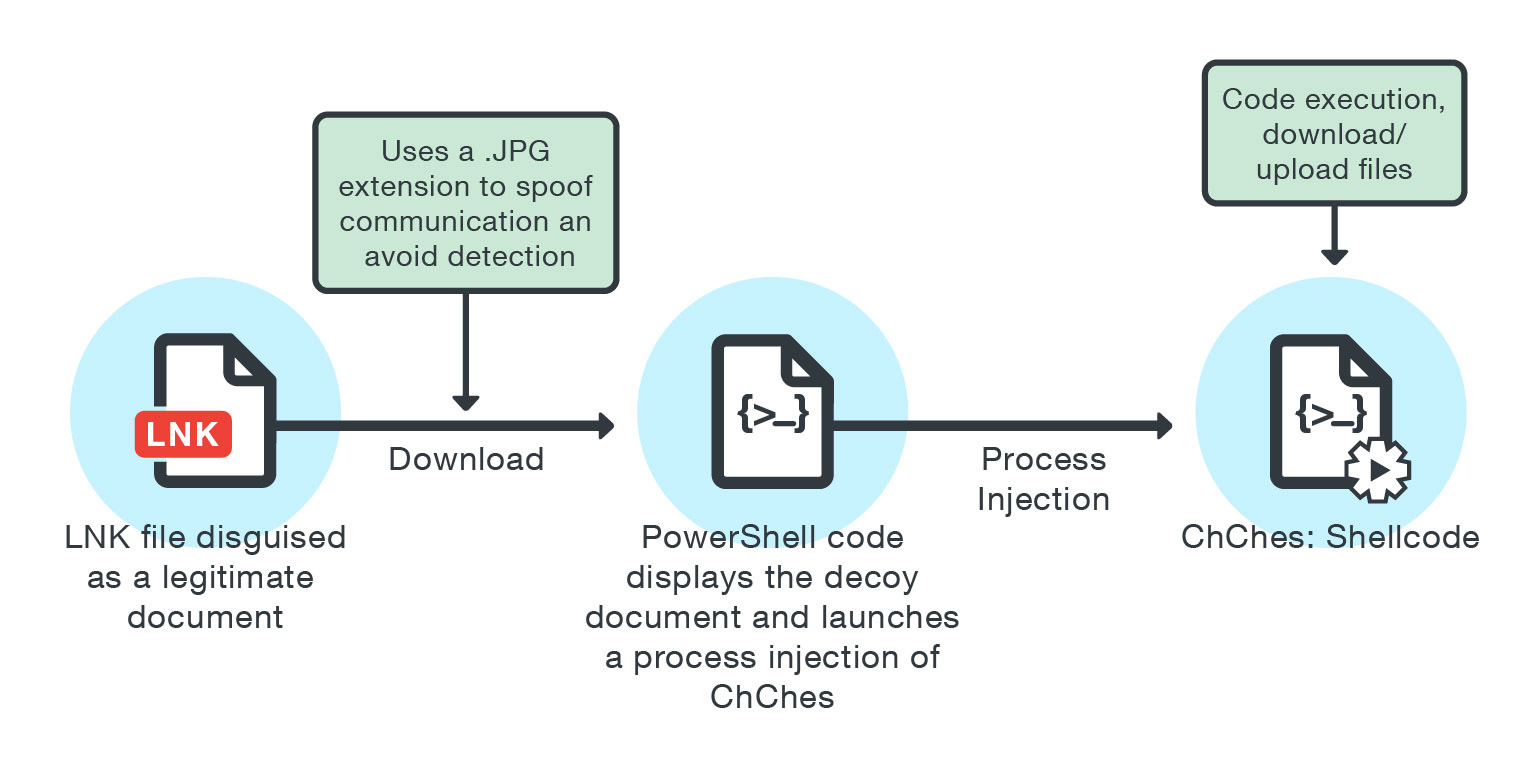 Uses a .JPG
extension to spoof
communication an
avoid detection
Code execution,
download/
upload files
LNK
Download
{>_}
Process
Injection
{>_}
LNK file disguised
as a legitimate
document
PowerShell code
displays the decoy
document and launches
a process injection of
ChChes
ChChes: Shellcode